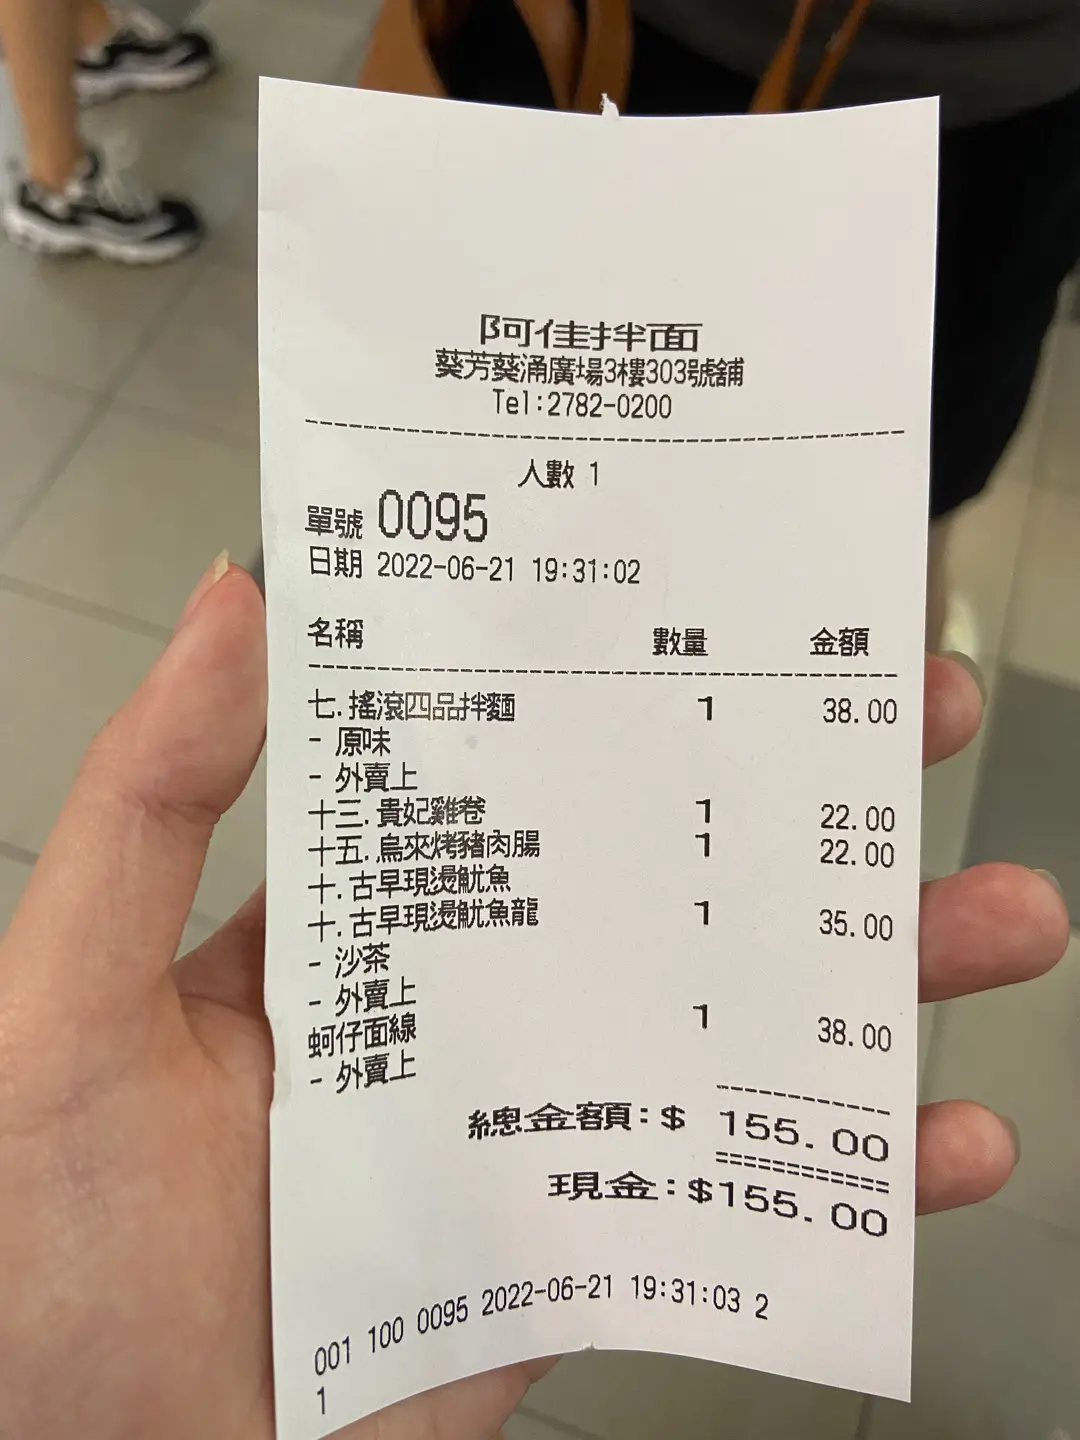 阿佳拌面
葵芳葵涌廣場3樓303號舖
Tel:2782-0200
人數 1
單號 0095
日期 2022-06-21 19:31:02
名稱 數量 金額
七.搖滾四品拌麵 1 38.00
- 原味
- 外賣上
十三.貴妃雞卷 1 22.00
十五.烏來烤豬肉腸 1 22.00
十.古早現燙魷魚
十.古早現燙魷魚龍 1 35.00
- 沙茶
- 外賣上
蚵仔面線 1 38.00
- 外賣上
總金額:$ 155.00
現金:$155.00
001 100 0095 2022-06-21 19:31:03 2
1